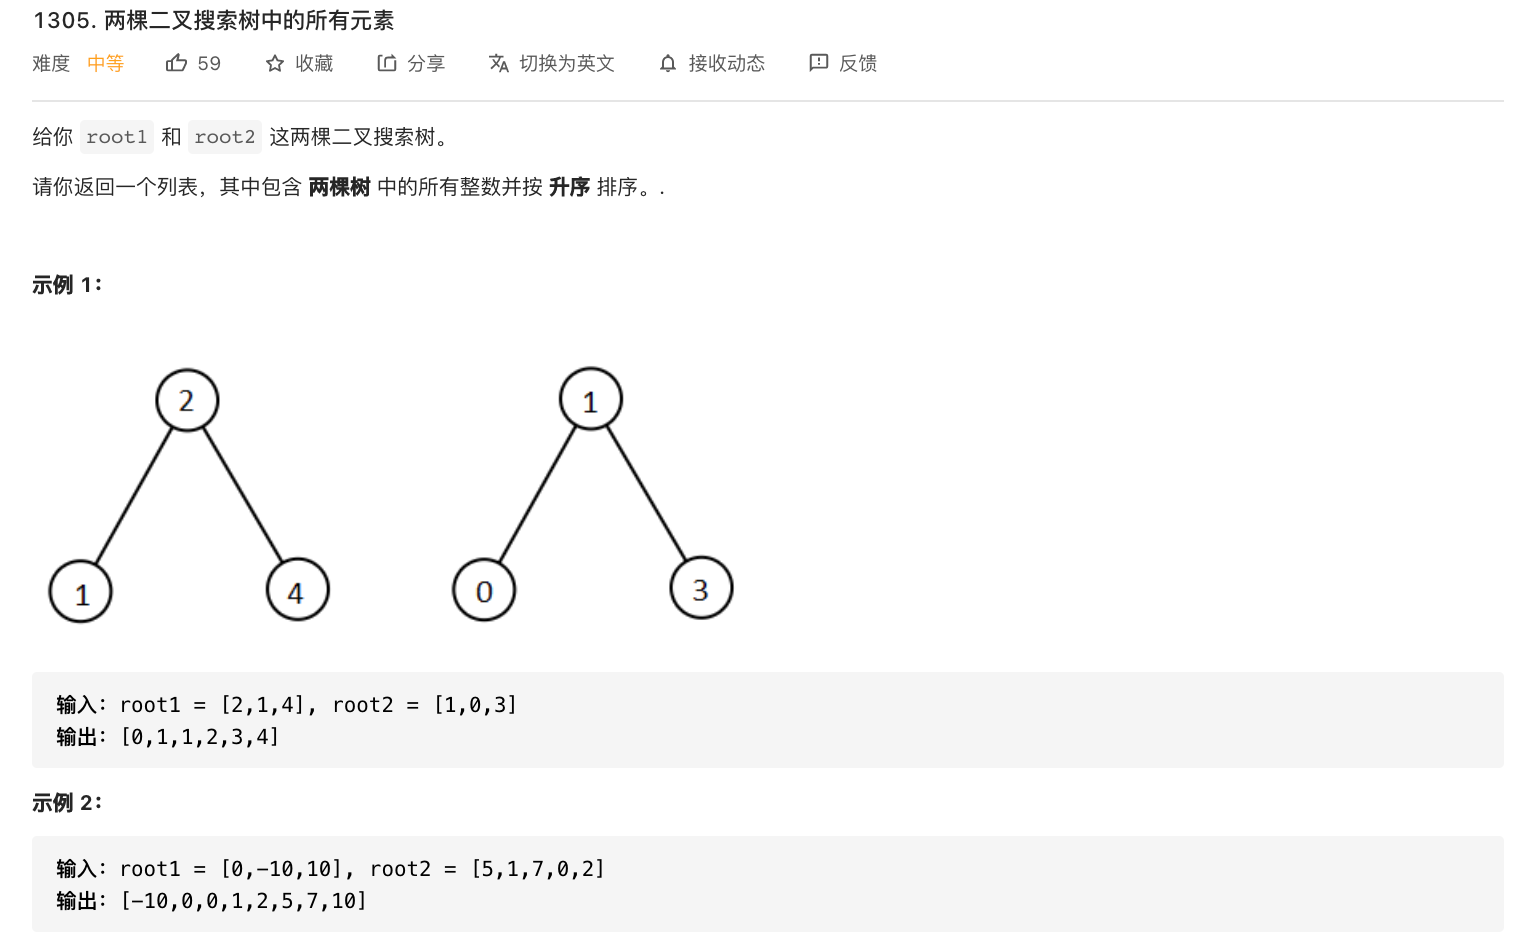 1305. 两棵二叉搜索树中的所有元素
难度 中等 59 收藏 分享 切换为英文 接收动态 反馈
给你 root1 和 root2 这两棵二叉搜索树。
请你返回一个列表，其中包含 两棵树 中的所有整数并按 升序 排序。.
示例 1：
2 1
1 4 0 3
输入：root1 = [2,1,4], root2 = [1,0,3]
输出：[0,1,1,2,3,4]
示例 2：
输入：root1 = [0,-10,10], root2 = [5,1,7,0,2]
输出：[-10,0,0,1,2,5,7,10]